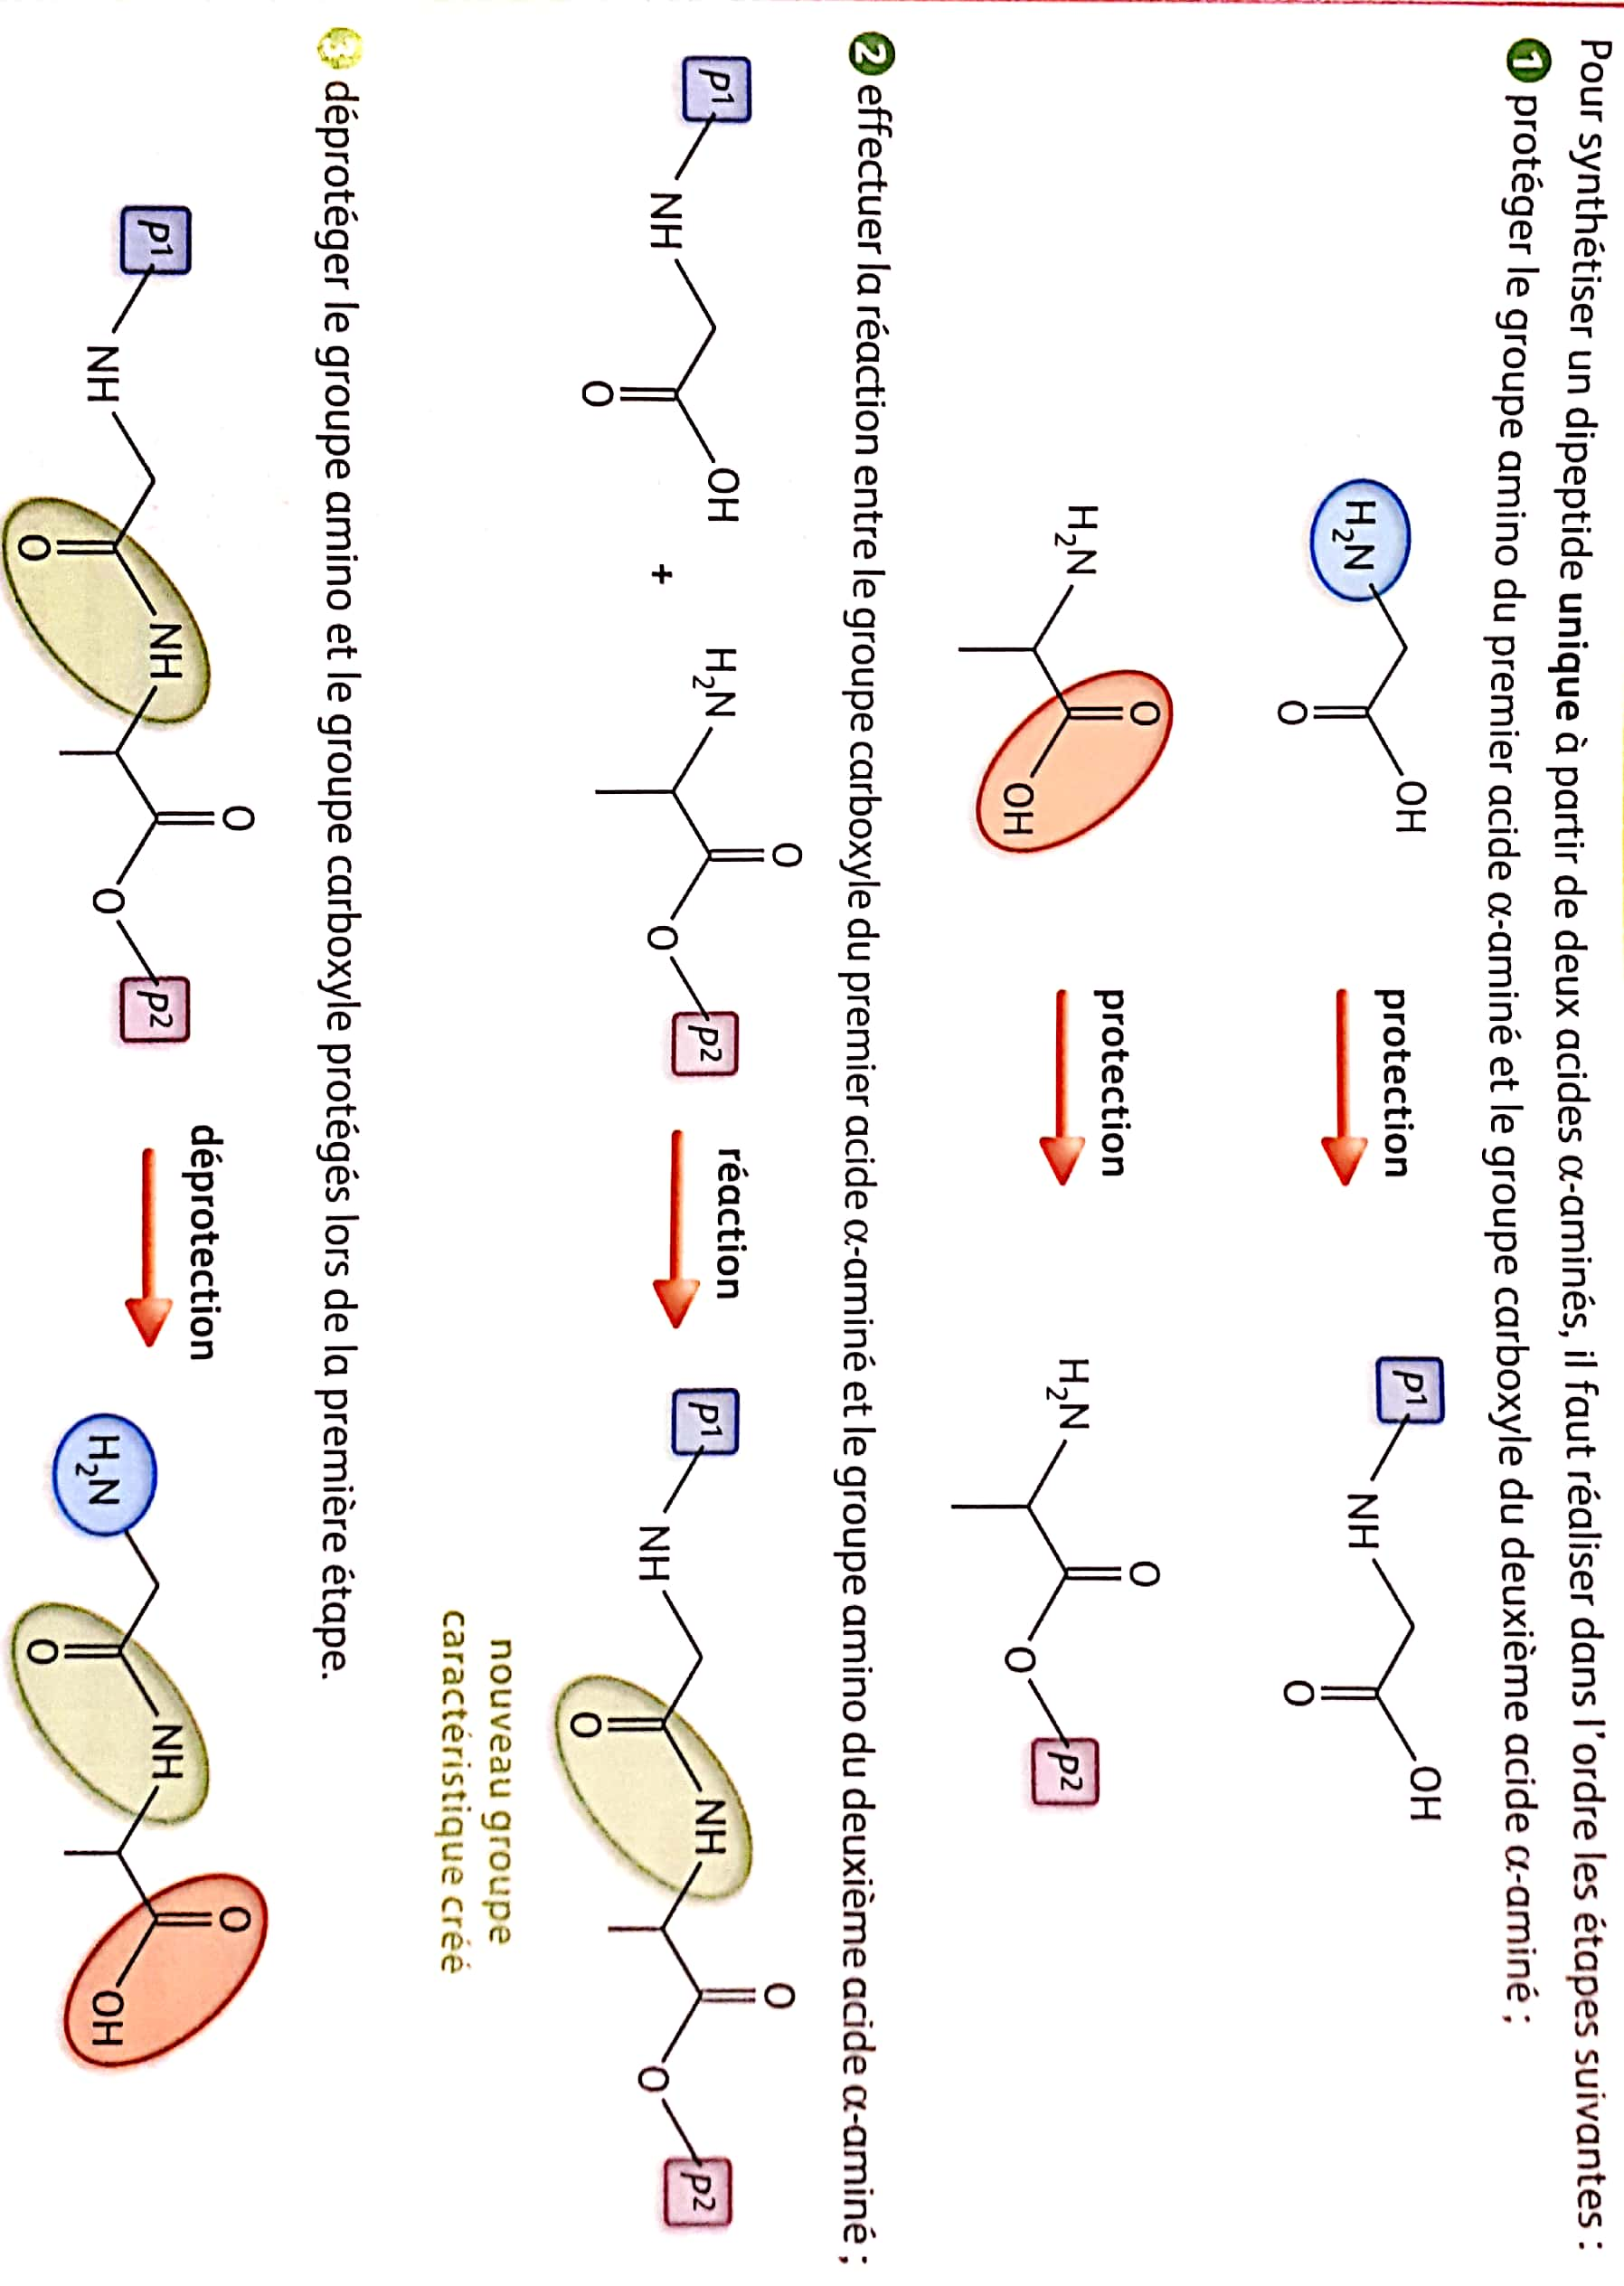 Pour synthétiser un dipeptide unique à partir de deux acides α-aminés, il faut réaliser dans l'ordre les étapes suivantes :
1 protéger le groupe amino du premier acide α-aminé et le groupe carboxyle du deuxième acide α-aminé ;
H₂N O OH protection P1 NH O OH
H₂N O OH protection H₂N O O P2
2 effectuer la réaction entre le groupe carboxyle du premier acide α-aminé et le groupe amino du deuxième acide α-aminé ;
P1 NH O OH + H₂N O O P2 réaction P1 NH O NH O O P2
nouveau groupe
caractéristique créé
3 déprotéger le groupe amino et le groupe carboxyle protégés lors de la première étape.
P1 NH O NH O O P2 déprotection H₂N O NH O OH